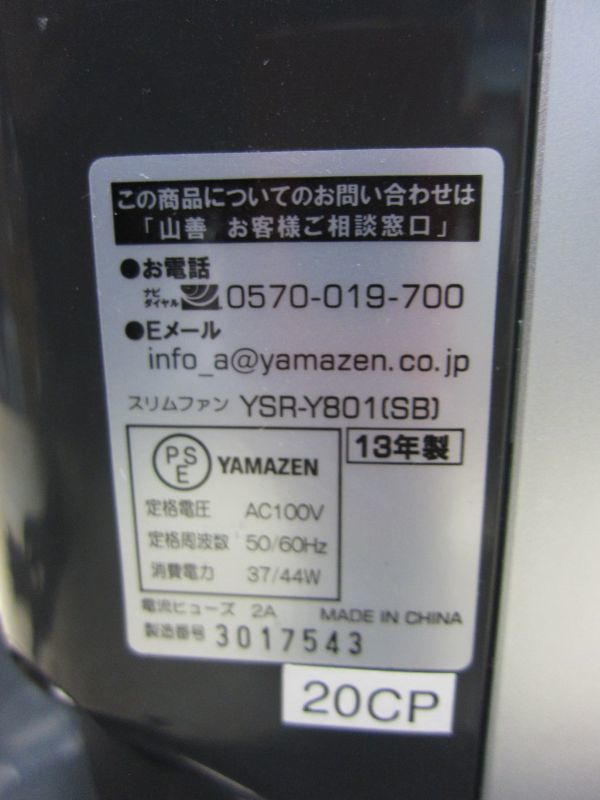 この商品についてのお問い合わせは
「山善 お客様ご相談窓口」
●お電話
ナビダイヤル 0570-019-700
●Eメール
info_a@yamazen.co.jp
スリムファン YSR-Y801(SB)
13年製
PSE YAMAZEN
定格電圧 AC100V
定格周波数 50/60Hz
消費電力 37/44W
電流ヒューズ 2A MADE IN CHINA
製造番号 3017543
20CP